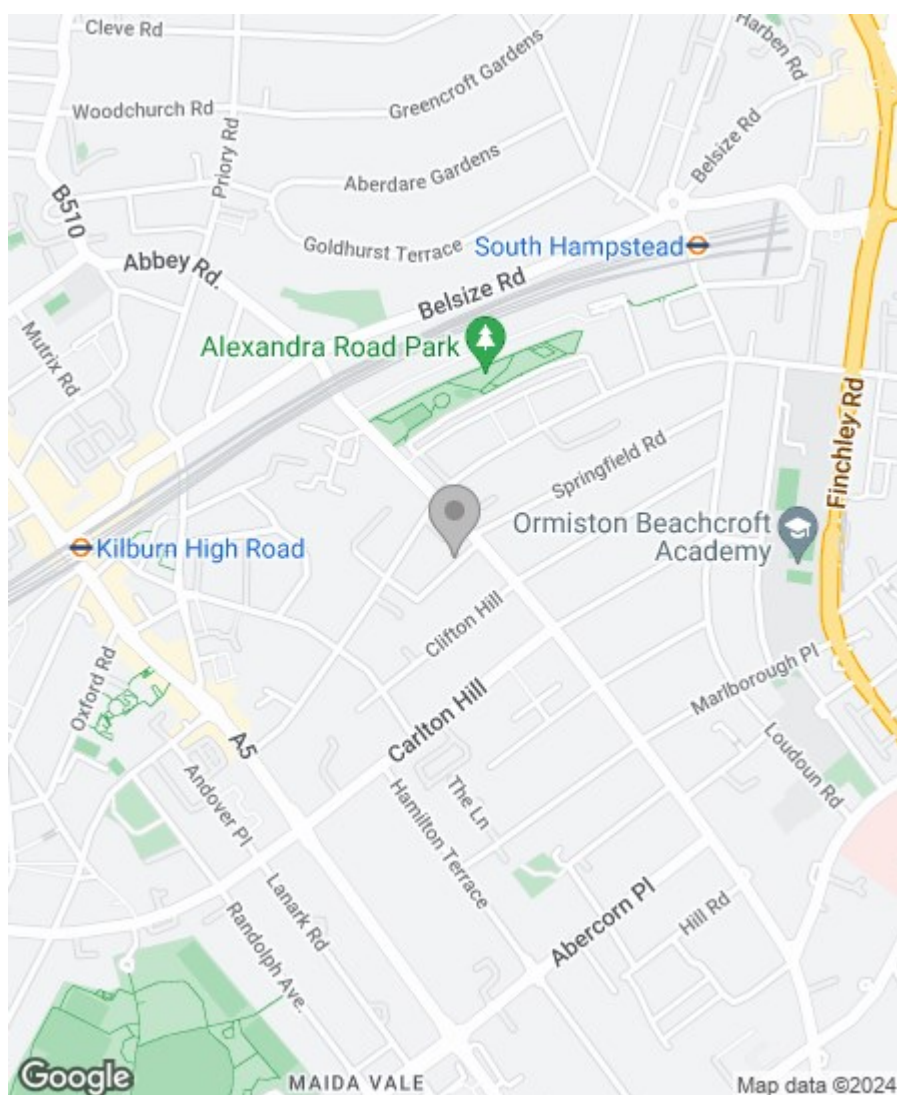 Cleve Rd
Harben Rd
Greencroft Gardens
Woodchurch Rd
Priory Rd
Belsize Rd
Aberdare Gardens
B510
Goldhurst Terrace
South Hampstead
Abbey Rd.
Belsize Rd
Mutrix Rd
Alexandra Road Park
Finchley Rd
Springfield Rd
Ormiston Beachcroft
Academy
Kilburn High Road
Clifton Hill
Oxford Rd
Marlborough Pl
Carlton Hill
A5
Loudoun Rd
Andover Pl
The Ln
Hamilton Terrace
Lanark Rd
Hill Rd
Abercorn Pl
Randolph Ave.
Google
MAIDA VALE
Map data ©2024